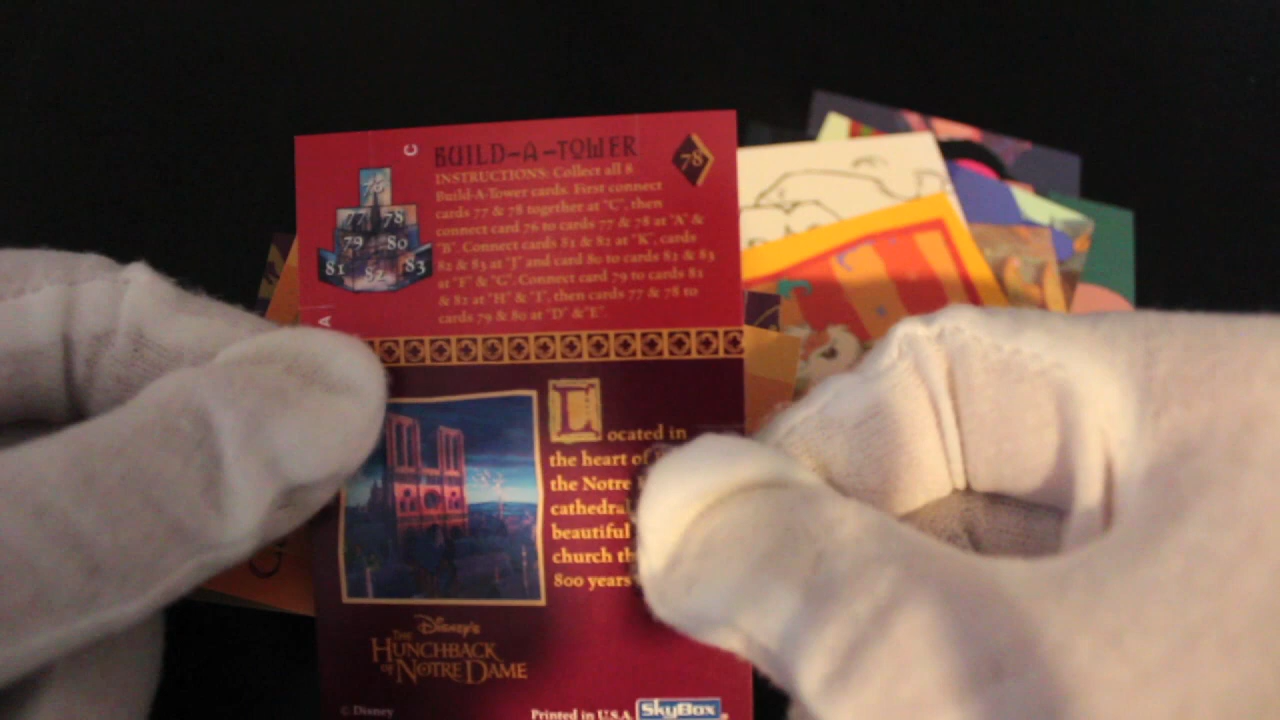 C
BUILD-A-TOWER
78
INSTRUCTIONS: Collect all 8
Build-A-Tower cards. First connect
cards 77 & 78 together at "C", then
connect card 76 to cards 77 & 78 at "A" &
"B". Connect cards 81 & 82 at "K", cards
82 & 83 at "J" and card 80 to cards 82 & 83
at "F" & "G". Connect card 79 to cards 81
& 82 at "H" & "I", then cards 77 & 78 to
cards 79 & 80 at "D" & "E".
76
77 78
79 80
81 82 83
A
Located in
the heart of
the Notre
cathedral
beautiful
church
800 years
Disney's
THE
HUNCHBACK
OF NOTRE DAME
© Disney
Printed in U.S.A.
SkyBox